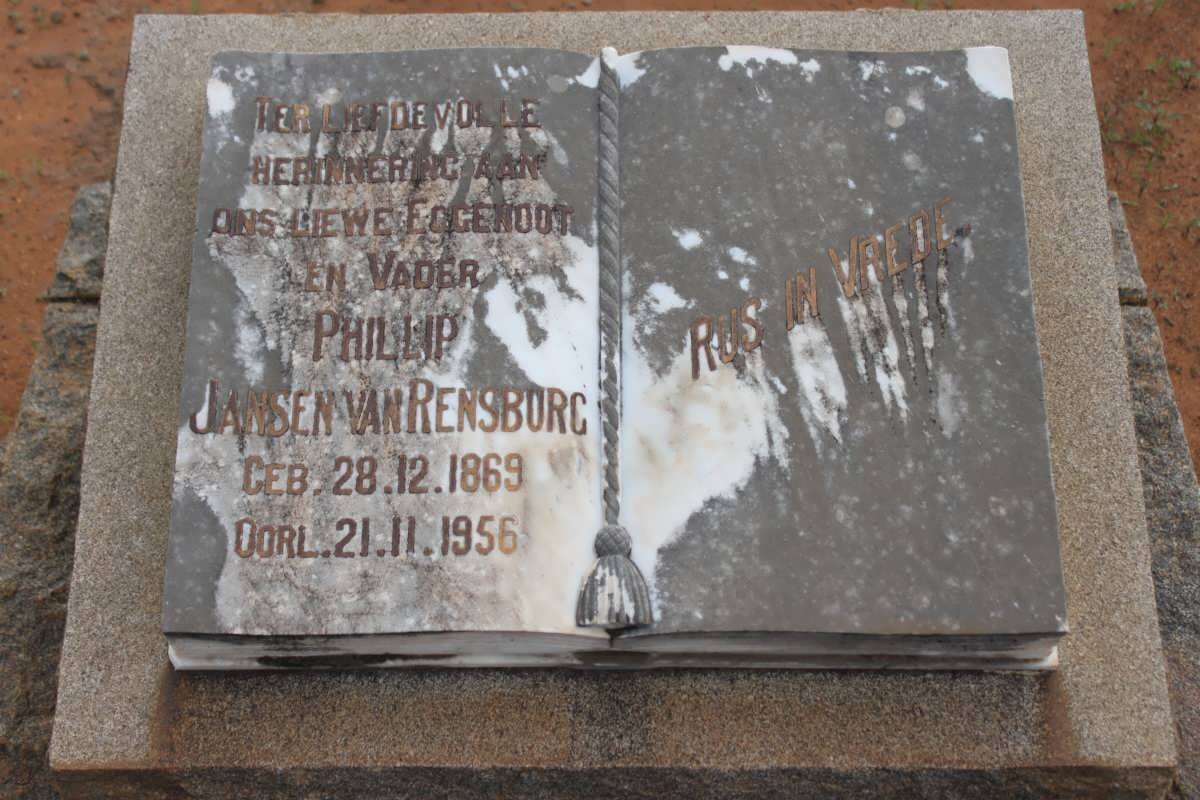 TER LIEFDEVOLLE
HERINNERING AAN
ONS LIEWE EGGENOOT
EN VADER
PHILLIP
JANSEN VAN RENSBURG
GEB. 28.12.1869
OORL. 21.11.1956
RUS IN VREDE